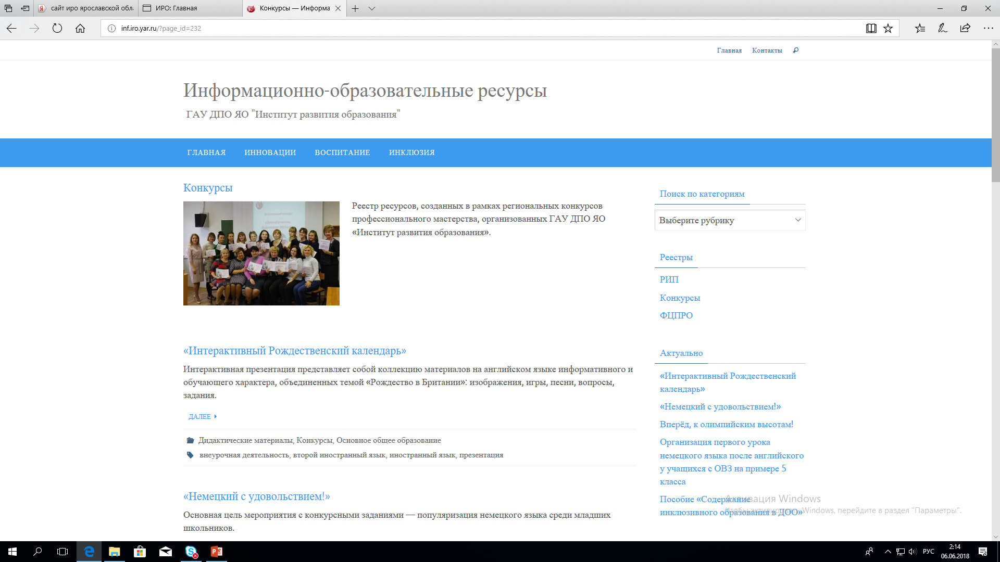 сайт иро ярославской обла
ИРО: Главная
Конкурсы — Информа
inf.iro.yar.ru/?page_id=232
Главная Контакты
Информационно-образовательные ресурсы
ГАУ ДПО ЯО "Институт развития образования"
ГЛАВНАЯ ИННОВАЦИИ ВОСПИТАНИЕ ИНКЛЮЗИЯ
Конкурсы
Реестр ресурсов, созданных в рамках региональных конкурсов
профессионального мастерства, организованных ГАУ ДПО ЯО
«Институт развития образования».
«Интерактивный Рождественский календарь»
Интерактивная презентация представляет собой коллекцию материалов на английском языке информативного и
обучающего характера, объединенных темой «Рождество в Британии»: изображения, игры, песни, вопросы,
задания.
ДАЛЕЕ
Дидактические материалы, Конкурсы, Основное общее образование
внеурочная деятельность, второй иностранный язык, иностранный язык, презентация
«Немецкий с удовольствием!»
Основная цель мероприятия с конкурсными заданиями — популяризация немецкого языка среди младших
школьников.
Поиск по категориям
Выберите рубрику
Реестры
РИП
Конкурсы
ФЦПРО
Актуально
«Интерактивный Рождественский
календарь»
«Немецкий с удовольствием!»
Вперёд, к олимпийским высотам!
Организация первого урока
немецкого языка после английского
у учащихся с ОВЗ на примере 5
класса
Пособие «Содержание
инклюзивного образования в ДОО»
Активация Windows
Чтобы активировать Windows, перейдите в раздел "Параметры".
РУС
2:14
06.06.2018